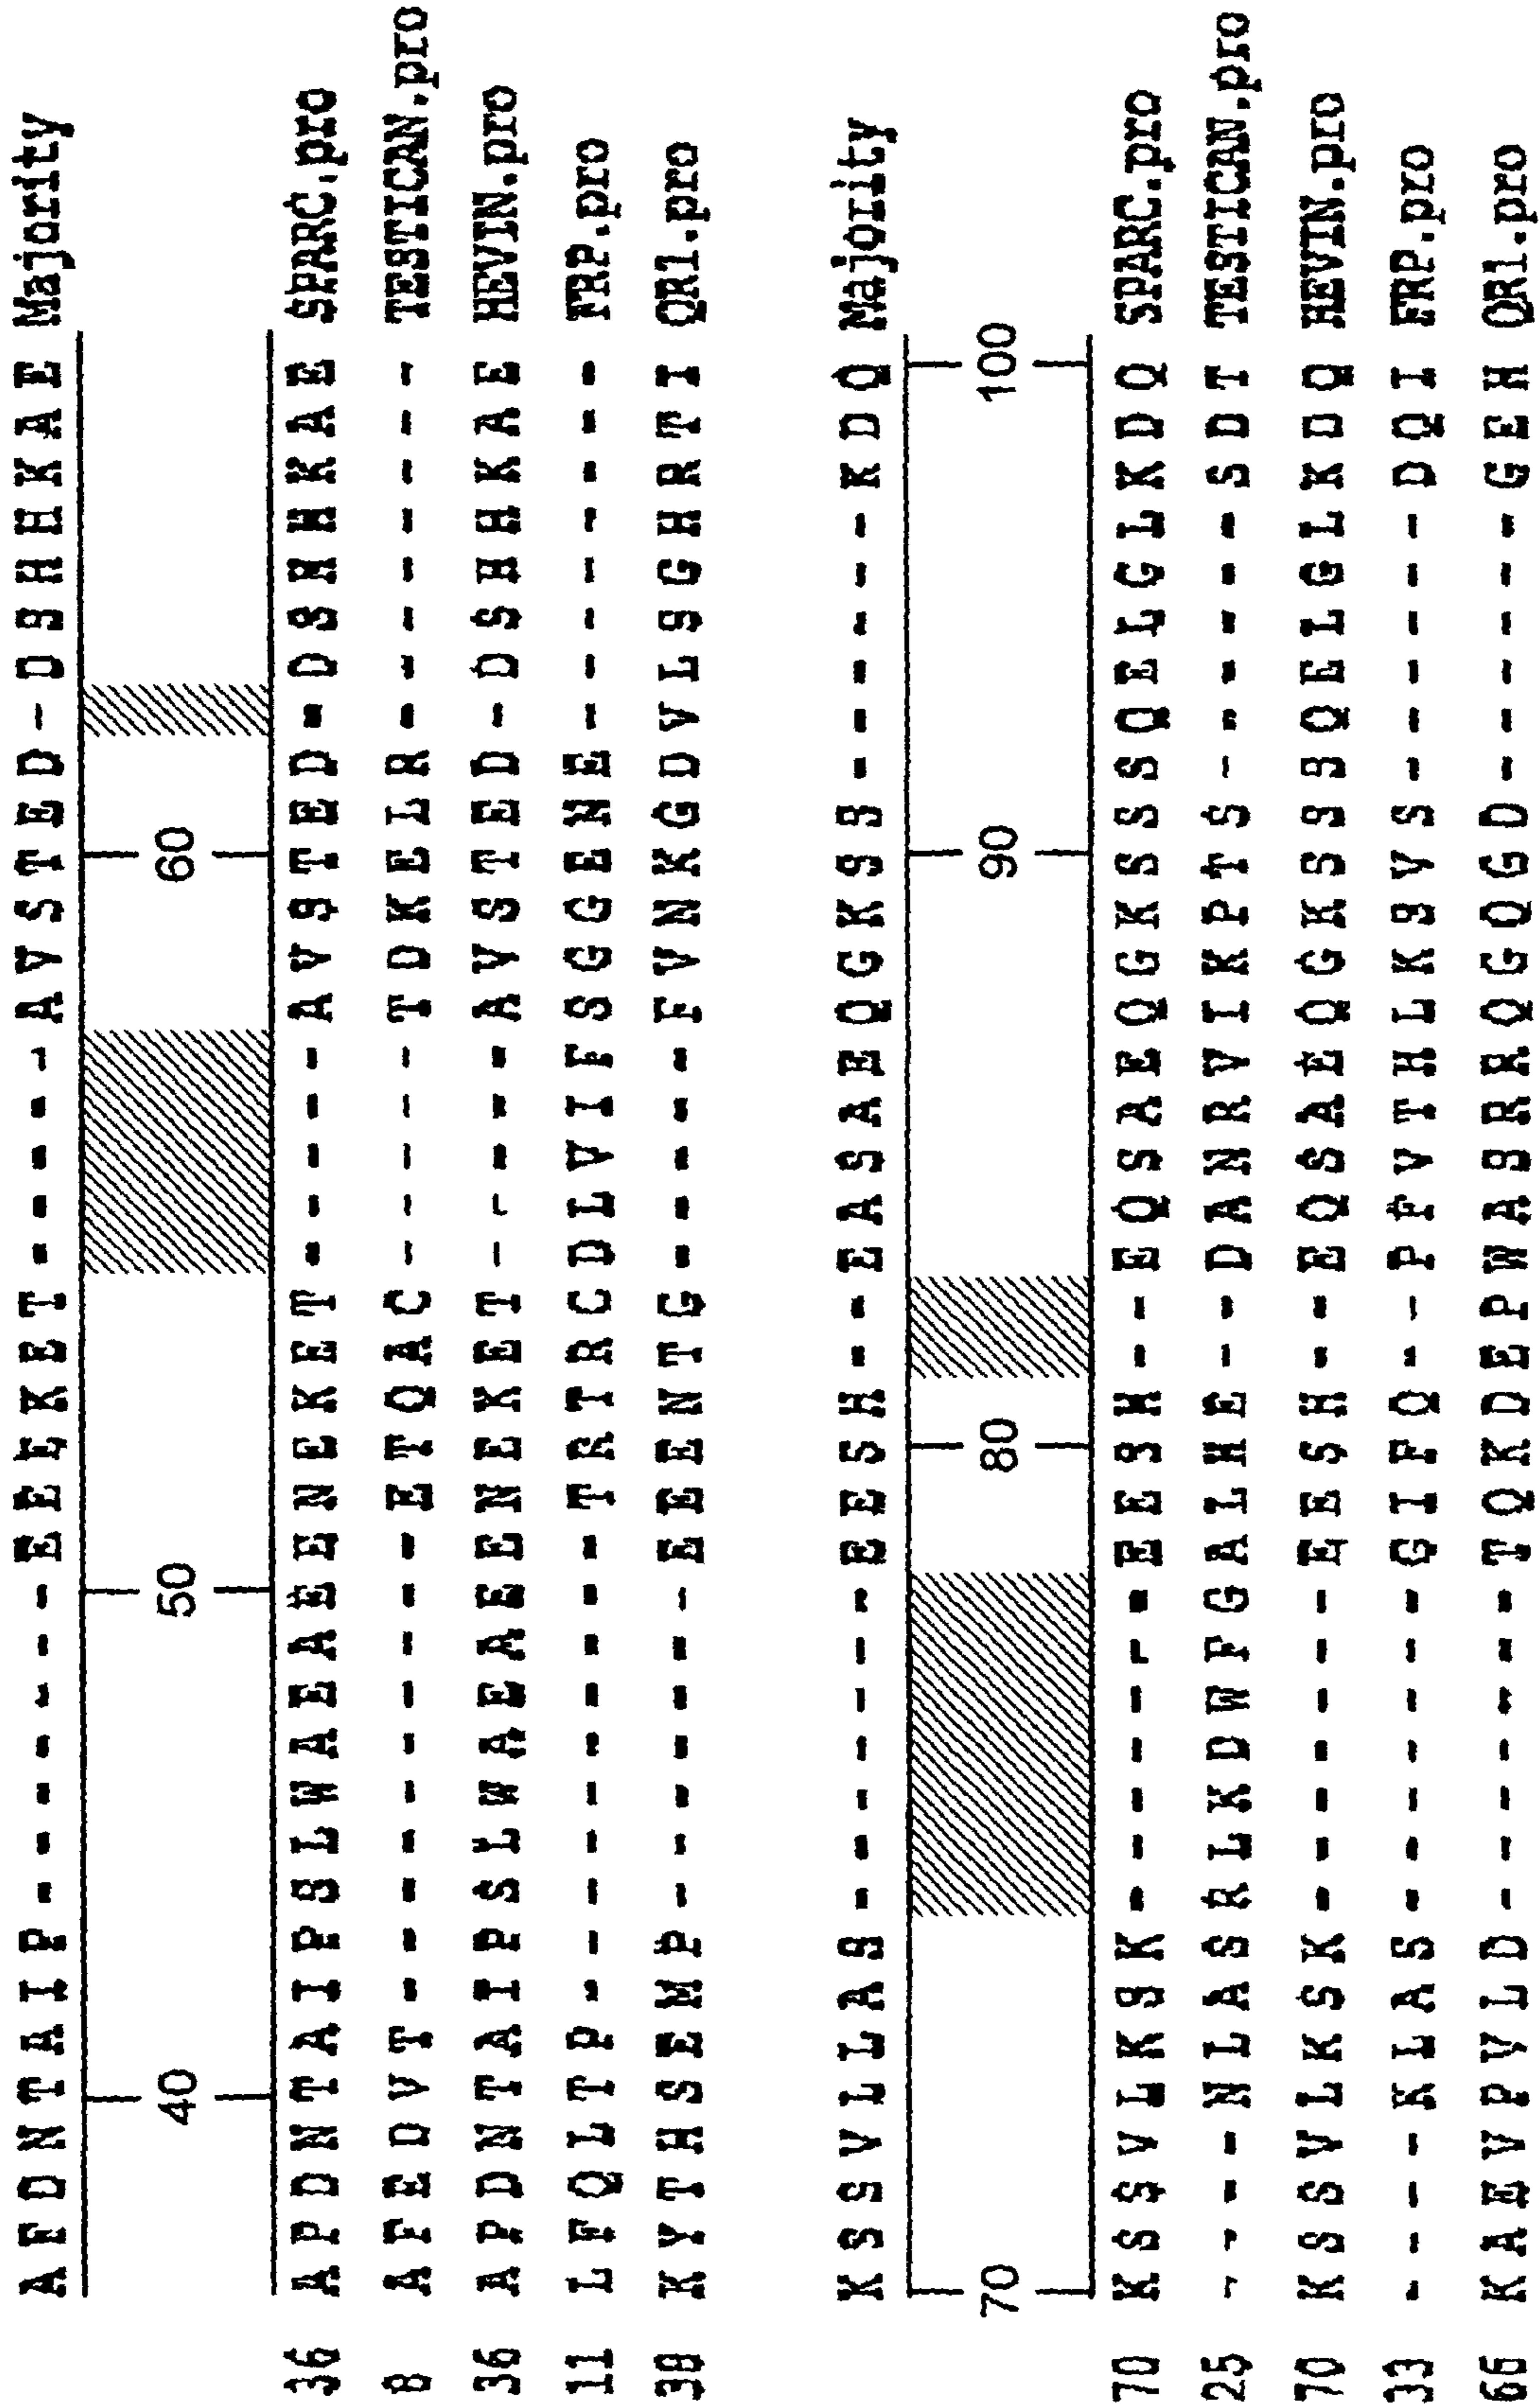 A F D N T A I P - - - - - - - E E E K E T - - - - - A V S T E D - D S H H K A E Majority
40 50 60
36 A P D N T A I P S L W A E A E E N E K E T - - - - - A V S T E D - D S H H K A E SPARC.pro
8 A F E D V T - - - - - - - - - - E T Q A C - - - - - T D K E L R - - - - - - - - TESTICAN.pro
36 A P D N T A I P S L W A E A E E N E K E T - - - - - A V S T E D - D S H H K A E HEVIN.pro
11 L F Q L T P - - - - - - - - - - T R T R C D L V I F S G G E N E - - - - - - - - FRP.pro
38 K Y T H S E M P - - - - - - - E E E N T G - - - - - F V N K G D V L S G H R T I QR1.pro
K S S V L L A S - - - - - - - E E S H - - E A S A E Q G K S S - - - - - - K D Q Majority
70 80 90 100
70 K S S V L K S K - - - - - - - E E S H - - E Q S A E Q G K S S S Q E L G L K D Q SPARC.pro
25 - - - - N L A S R L K D W F G A L H E - - D A N R V I K P T S - - - - - - S D T TESTICAN.pro
70 K S S V L K S K - - - - - - - E E S H - - E Q S A E Q G K S S S Q E L G L K D Q HEVIN.pro
33 - - - - K L A S - - - - - - - G I F Q - - P F V T H L K S V S - - - - - - D Q I FRP.pro
66 K A E V P V L D - - - - - - - T Q K D E P W A S R K Q G Q G D - - - - - - G E H QR1.pro